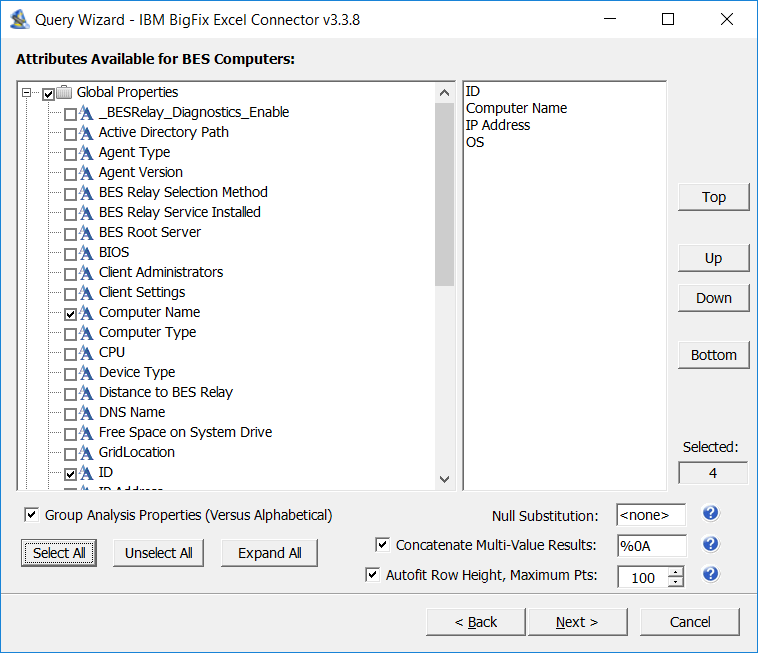 Query Wizard - IBM BigFix Excel Connector v3.3.8
Attributes Available for BES Computers:
Global Properties
_BESRelay_Diagnostics_Enable
Active Directory Path
Agent Type
Agent Version
BES Relay Selection Method
BES Relay Service Installed
BES Root Server
BIOS
Client Administrators
Client Settings
Computer Name
Computer Type
CPU
Device Type
Distance to BES Relay
DNS Name
Free Space on System Drive
GridLocation
ID
IP Address
ID
Computer Name
IP Address
OS
Top
Up
Down
Bottom
Selected:
4
Group Analysis Properties (Versus Alphabetical)
Select All
Unselect All
Expand All
Null Substitution:
<none>
?
Concatenate Multi-Value Results:
%0A
?
Autofit Row Height, Maximum Pts:
100
?
< Back
Next >
Cancel